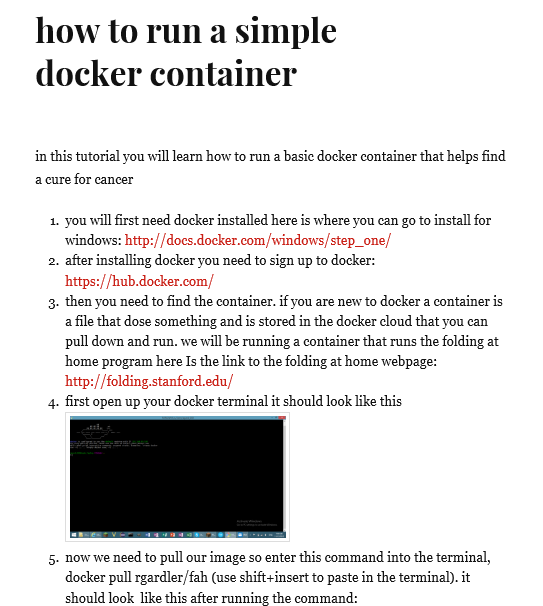 how to run a simple
docker container
in this tutorial you will learn how to run a basic docker container that helps find
a cure for cancer
1. you will first need docker installed here is where you can go to install for
windows: http://docs.docker.com/windows/step_one/
2. after installing docker you need to sign up to docker:
https://hub.docker.com/
3. then you need to find the container. if you are new to docker a container is
a file that dose something and is stored in the docker cloud that you can
pull down and run. we will be running a container that runs the folding at
home program here Is the link to the folding at home webpage:
http://folding.stanford.edu/
4. first open up your docker terminal it should look like this
5. now we need to pull our image so enter this command into the terminal,
docker pull rgardler/fah (use shift+insert to paste in the terminal). it
should look like this after running the command: